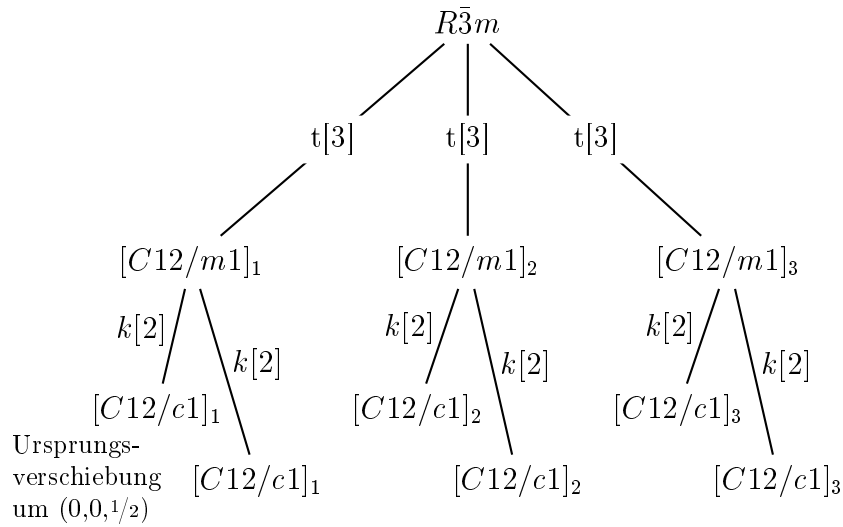 R3̄m
t[3] t[3] t[3]
[C12/m1]₁ [C12/m1]₂ [C12/m1]₃
k[2] k[2] k[2]
k[2] k[2] k[2]
[C12/c1]₁ [C12/c1]₂ [C12/c1]₃
Ursprungs-
verschiebung
um (0,0,1/2)
[C12/c1]₁ [C12/c1]₂ [C12/c1]₃